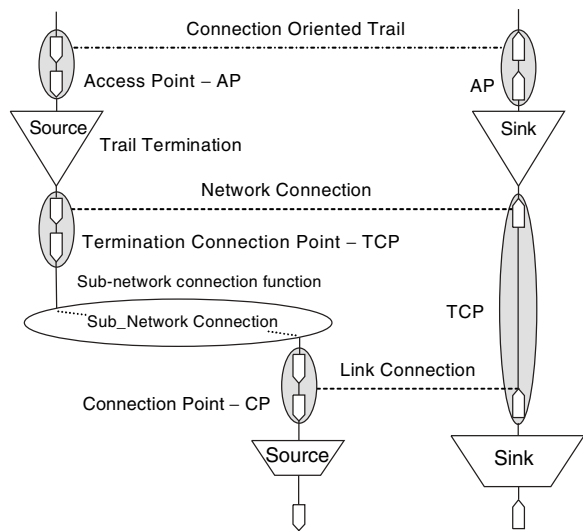 Connection Oriented Trail
Access Point – AP
AP
Source
Sink
Trail Termination
Network Connection
Termination Connection Point – TCP
Sub-network connection function
Sub_Network Connection
TCP
Link Connection
Connection Point – CP
Source
Sink